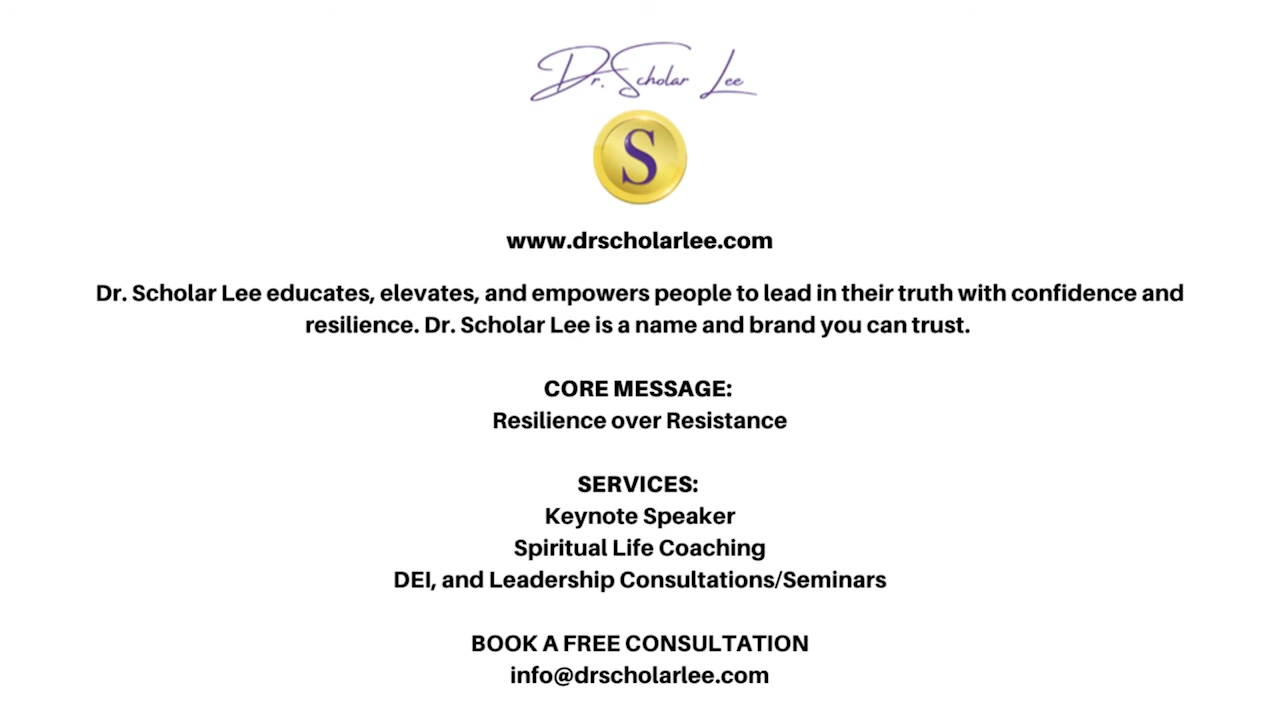 Dr. Scholar Lee
S
www.drscholarlee.com
Dr. Scholar Lee educates, elevates, and empowers people to lead in their truth with confidence and
resilience. Dr. Scholar Lee is a name and brand you can trust.
CORE MESSAGE:
Resilience over Resistance
SERVICES:
Keynote Speaker
Spiritual Life Coaching
DEI, and Leadership Consultations/Seminars
BOOK A FREE CONSULTATION
info@drscholarlee.com